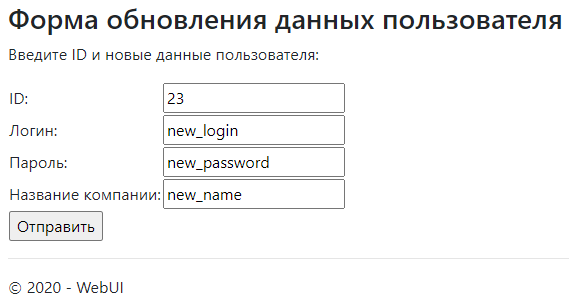 Форма обновления данных пользователя
Введите ID и новые данные пользователя:
ID: 23
Логин: new_login
Пароль: new_password
Название компании: new_name
Отправить
© 2020 - WebUI